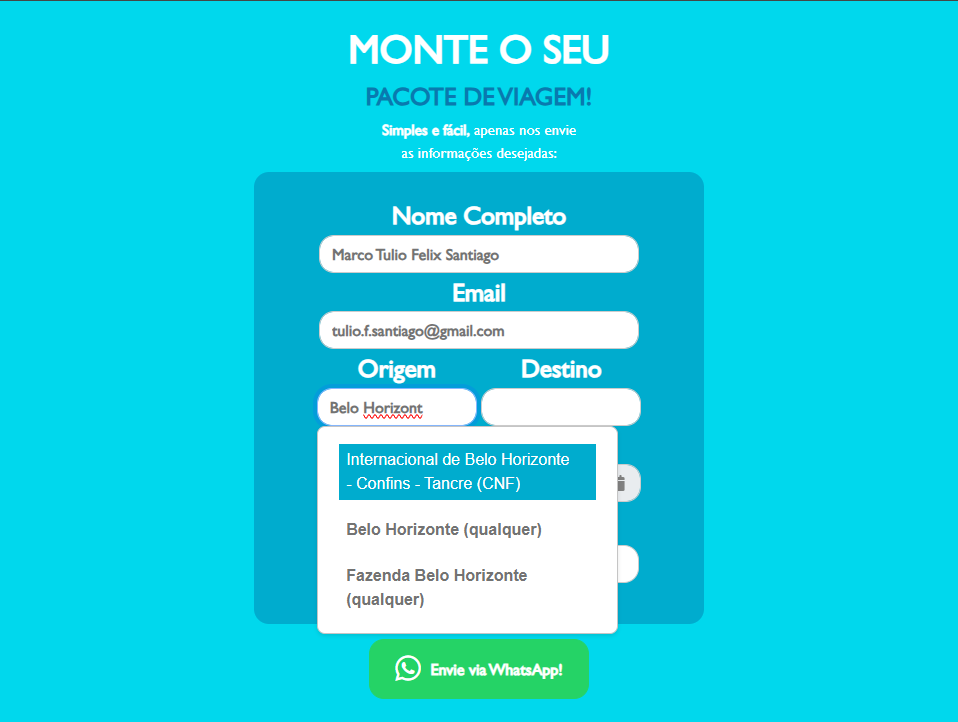 MONTE O SEU
PACOTE DE VIAGEM!
Simples e fácil, apenas nos envie
as informações desejadas:
Nome Completo
Marco Tulio Felix Santiago
Email
tulio.f.santiago@gmail.com
Origem Destino
Belo Horizont
Internacional de Belo Horizonte
- Confins - Tancre (CNF)
Belo Horizonte (qualquer)
Fazenda Belo Horizonte
(qualquer)
Envie via WhatsApp!